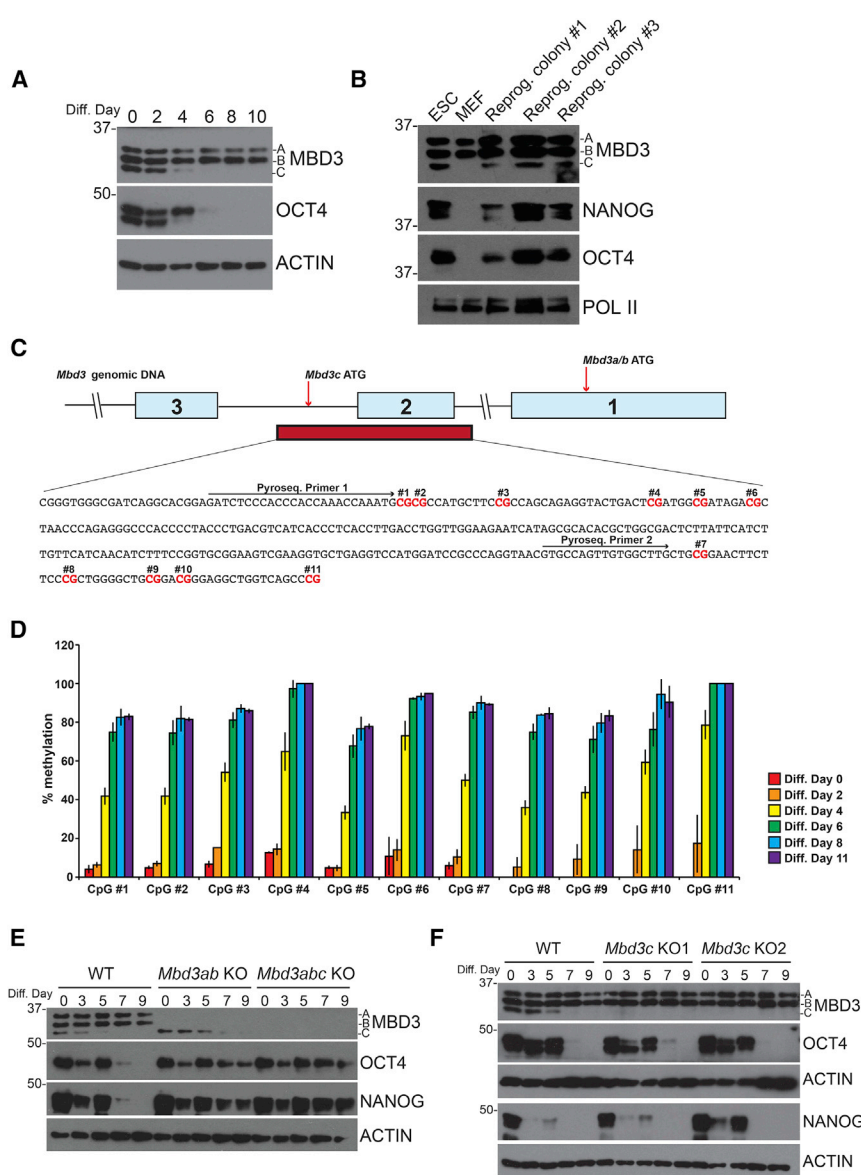 A
Diff. Day
0 2 4 6 8 10
37-
-A
-B
-C
MBD3
50-
OCT4
ACTIN
B
ESC
MEF
Reprog. colony #1
Reprog. colony #2
Reprog. colony #3
37-
-A
-B
-C
MBD3
NANOG
37-
OCT4
37-
POL II
C
Mbd3 genomic DNA
Mbd3c ATG
Mbd3a/b ATG
3
2
1
Pyroseq. Primer 1
#1 #2 #3 #4 #5 #6
CGGGTGGGCGATCAGGCACGGAGATCTCCCACCCACCAAACCAAATGCGCGCCATGCTTCCGCCAGCAGAGGTACTGACTCGATGGCGATAGACGC
TAACCCAGAGGGCCCACCCCTACCCTGACGTCATCACCCTCACCTTGACCTGGTTGGAAGAATCATAGCGCACACGCTGGCGACTCTTATTCATCT
TGTTCATCAACATCTTTCCGGTGCGGAAGTCGAAGGTGCTGAGGTCCATGGATCCGCCCAGGTAACGTGCCAGTTGTGGCTTGCTGCGGAACTTCT
Pyroseq. Primer 2
#7
#8 #9 #10 #11
TCCCGCTGGGGCTGCGGACGGGAGGCTGGTCAGCCCG
D
120
100
80
60
40
20
0
% methylation
CpG #1 CpG #2 CpG #3 CpG #4 CpG #5 CpG #6 CpG #7 CpG #8 CpG #9 CpG #10 CpG #11
Diff. Day 0
Diff. Day 2
Diff. Day 4
Diff. Day 6
Diff. Day 8
Diff. Day 11
E
WT Mbd3ab KO Mbd3abc KO
Diff. Day 0 3 5 7 9 0 3 5 7 9 0 3 5 7 9
37-
-A
-B
-C
MBD3
50-
OCT4
50-
NANOG
ACTIN
F
WT Mbd3c KO1 Mbd3c KO2
Diff. Day 0 3 5 7 9 0 3 5 7 9 0 3 5 7 9
37-
-A
-B
-C
MBD3
50-
OCT4
ACTIN
50-
NANOG
ACTIN